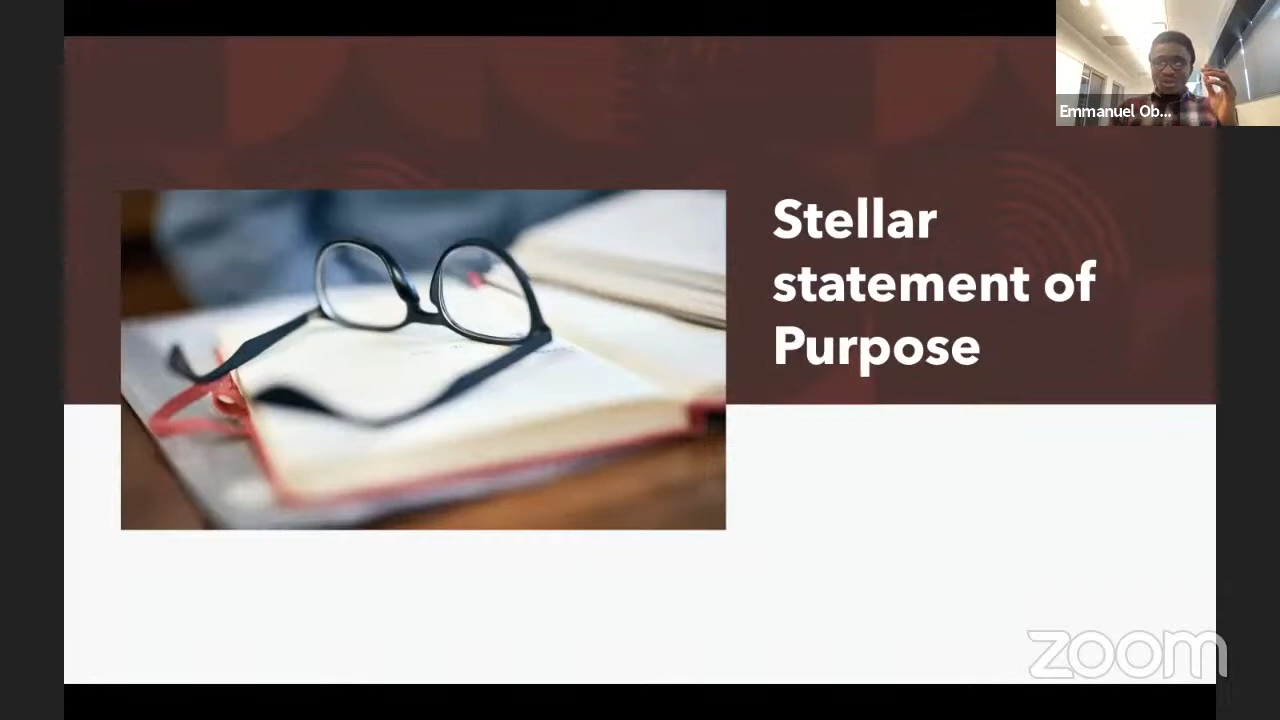 Emmanuel Ob...
Stellar
statement of
Purpose
zoom